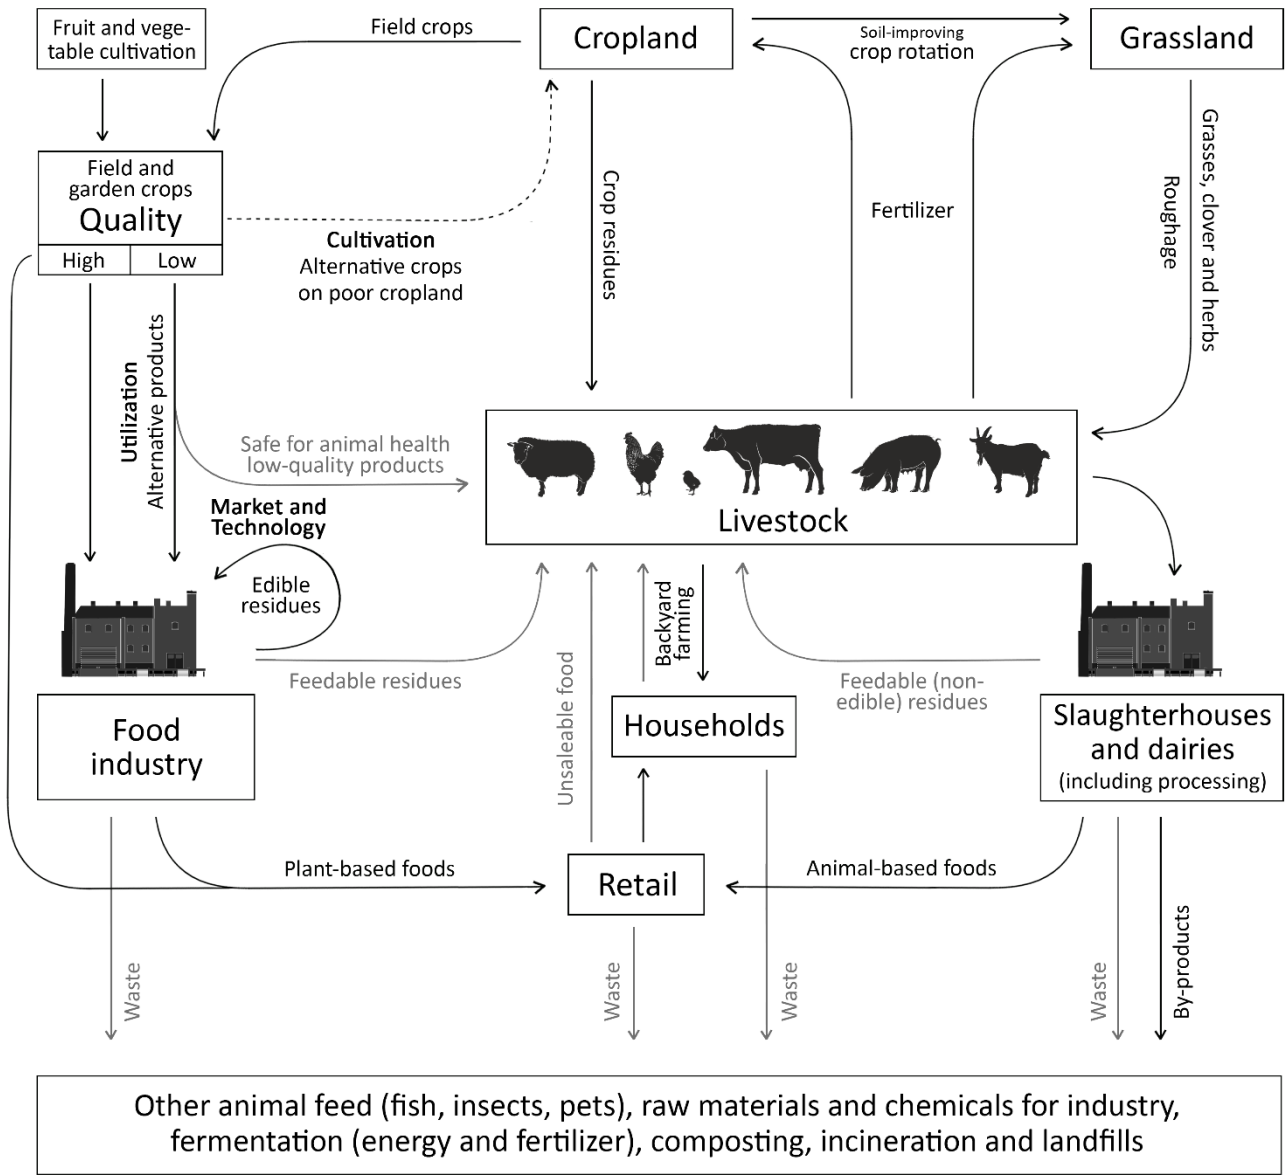 Fruit and vege-
table cultivation
Field crops
Cropland
Soil-improving
crop rotation
Grassland
Field and
garden crops
Quality
High
Low
Cultivation
Alternative crops
on poor cropland
Crop residues
Fertilizer
Grasses, clover and herbs
Roughage
Utilization
Alternative products
Safe for animal health
low-quality products
Livestock
Market and
Technology
Edible
residues
Feedable residues
Unsaleable food
Backyard
farming
Feedable (non-
edible) residues
Food
industry
Households
Slaughterhouses
and dairies
(including processing)
Plant-based foods
Retail
Animal-based foods
Waste
Waste
Waste
Waste
By-products
Other animal feed (fish, insects, pets), raw materials and chemicals for industry,
fermentation (energy and fertilizer), composting, incineration and landfills